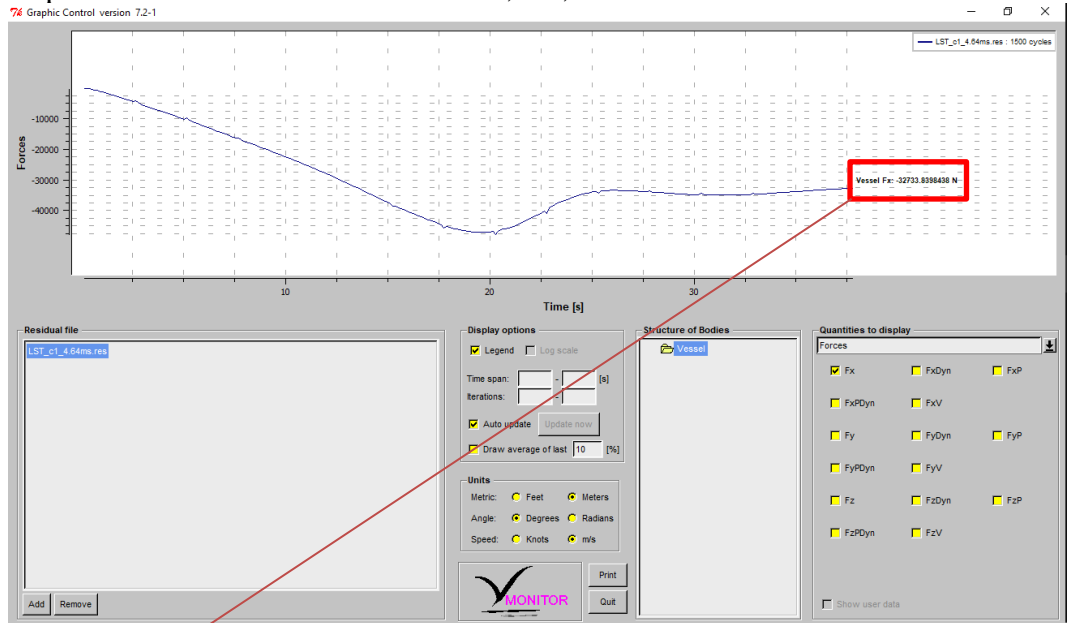 Graphic Control version 7.2-1
LST_c1_4.64ms.res : 1500 cycles
Forces
-10000
-20000
-30000
-40000
Vessel Fx: -32733.8398438 N
10
20
30
Time [s]
Residual file
LST_c1_4.64ms.res
Add
Remove
Display options
Legend
Log scale
Time span:
-
[s]
Iterations:
-
Auto update
Update now
Draw average of last
10
[%]
Units
Metric:
Feet
Meters
Angle:
Degrees
Radians
Speed:
Knots
m/s
MONITOR
Print
Quit
Structure of Bodies
Vessel
Quantities to display
Forces
Fx
FxDyn
FxP
FxPDyn
FxV
Fy
FyDyn
FyP
FyPDyn
FyV
Fz
FzDyn
FzP
FzPDyn
FzV
Show user data